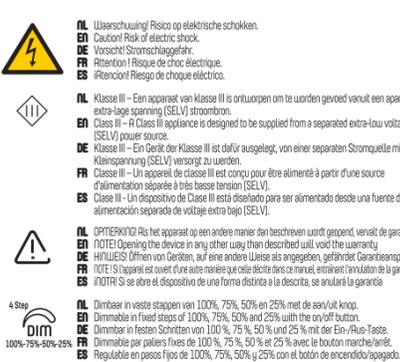 NL Waarschuwing! Risico op elektrische schokken.
EN Caution! Risk of electric shock.
DE Vorsicht! Stromschlaggefahr.
FR Attention ! Risque de choc électrique.
ES ¡Atencíon! Riesgo de choque eléctrico.
III
NL Klasse III – Een apparaat van klasse III is ontworpen om te worden gevoed vanuit een apa
extra-lage spanning (SELV) stroombron.
EN Class III – A Class III appliance is designed to be supplied from a separated extra-low volta
(SELV) power source.
DE Klasse III – Ein Gerät der Klasse III ist dafür ausgelegt, von einer separaten Stromquelle mi
Kleinspannung (SELV) versorgt zu werden.
FR Classe III – Un appareil de classe III est conçu pour être alimenté à partir d'une source
d'alimentation séparée à très basse tension (SELV).
ES Clase III - Un dispositivo de Clase III está diseñado para ser alimentado desde una fuente d
alimentación separada de voltaje extra bajo (SELV).
NL OPMERKING! Als het apparaat op een andere manier dan beschreven wordt geopend, vervalt de gara
EN NOTE! Opening the device in any other way than described will void the warranty
DE HINWEIS! Öffnen von Geräten, auf eine andere Weise als angegeben, gefährdet Garantieansp
FR NOTE ! Si l'appareil est ouvert d'une autre manière que celle décrite dans ce manuel, entraînent l'annulation de la garan
ES ¡NOTA! Si se abre el dispositivo de una forma distinta a la descrita, se anulará la garantía
4 Step
DIM
100%-75%-50%-25%
NL Dimbaar in vaste stappen van 100%, 75%, 50% en 25% met de aan/uit knop.
EN Dimmable in fixed steps of 100%, 75%, 50% and 25% with the on/off button.
DE Dimmbar in festen Schritten von 100 %, 75 %, 50 % und 25 % mit der Ein-/Aus-Taste.
FR Dimmable par paliers fixes de 100 %, 75 %, 50 % et 25 % avec le bouton marche/arrêt.
ES Regulable en pasos fijos de 100%, 75%, 50% y 25% con el botón de encendido/apagado.